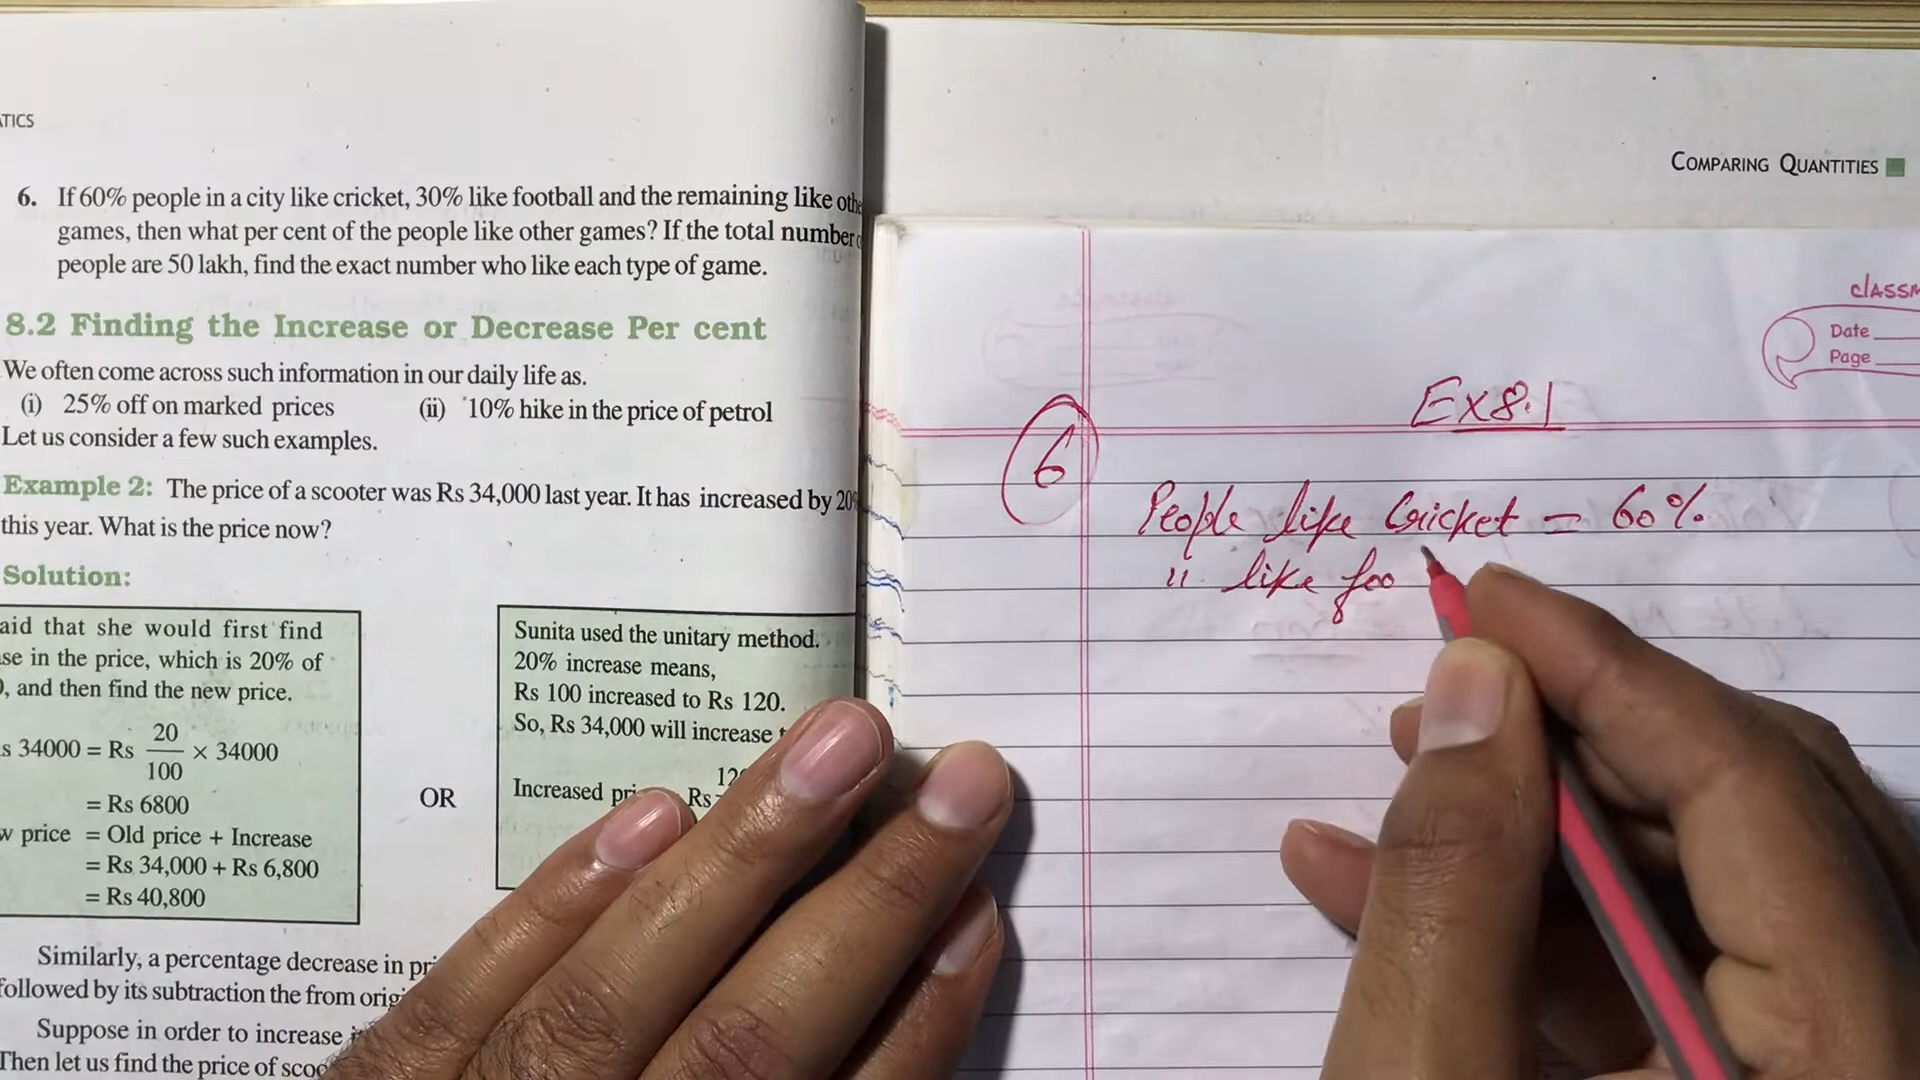 TICS
6. If 60% people in a city like cricket, 30% like football and the remaining like
games, then what per cent of the people like other games? If the total number
people are 50 lakh, find the exact number who like each type of game.
8.2 Finding the Increase or Decrease Per cent
We often come across such information in our daily life as.
(i) 25% off on marked prices (ii) 10% hike in the price of petrol
Let us consider a few such examples.
Example 2: The price of a scooter was Rs 34,000 last year. It has increased by 20
this year. What is the price now?
Solution:
aid that she would first find
se in the price, which is 20% of
, and then find the new price.
s 34000 = Rs 20/100 × 34000
= Rs 6800
w price = Old price + Increase
= Rs 34,000 + Rs 6,800
= Rs 40,800
OR
Sunita used the unitary method.
20% increase means,
Rs 100 increased to Rs 120.
So, Rs 34,000 will increase
Increased Rs
Similarly, a percentage decrease in
followed by its subtraction the from
Suppose in order to increase
Then let us find the price of
COMPARING QUANTITIES
Date
Page
Ex 8.1
6
People like Cricket = 60%
" like foo